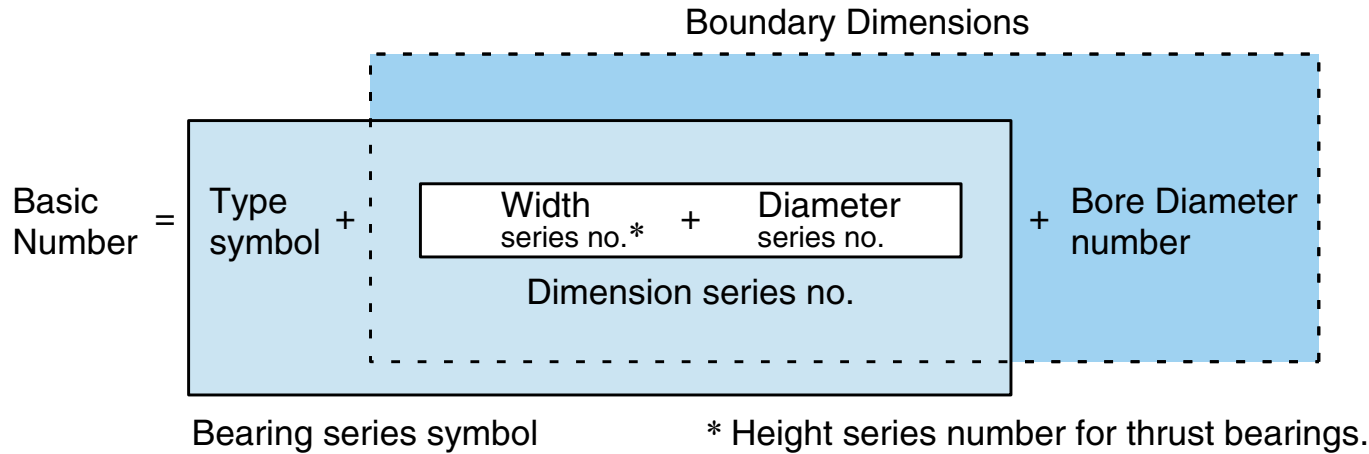 Boundary Dimensions
Basic
Number
=
Type
symbol
+
Width
series no.*
+
Diameter
series no.
Dimension series no.
+
Bore Diameter
number
Bearing series symbol
* Height series number for thrust bearings.